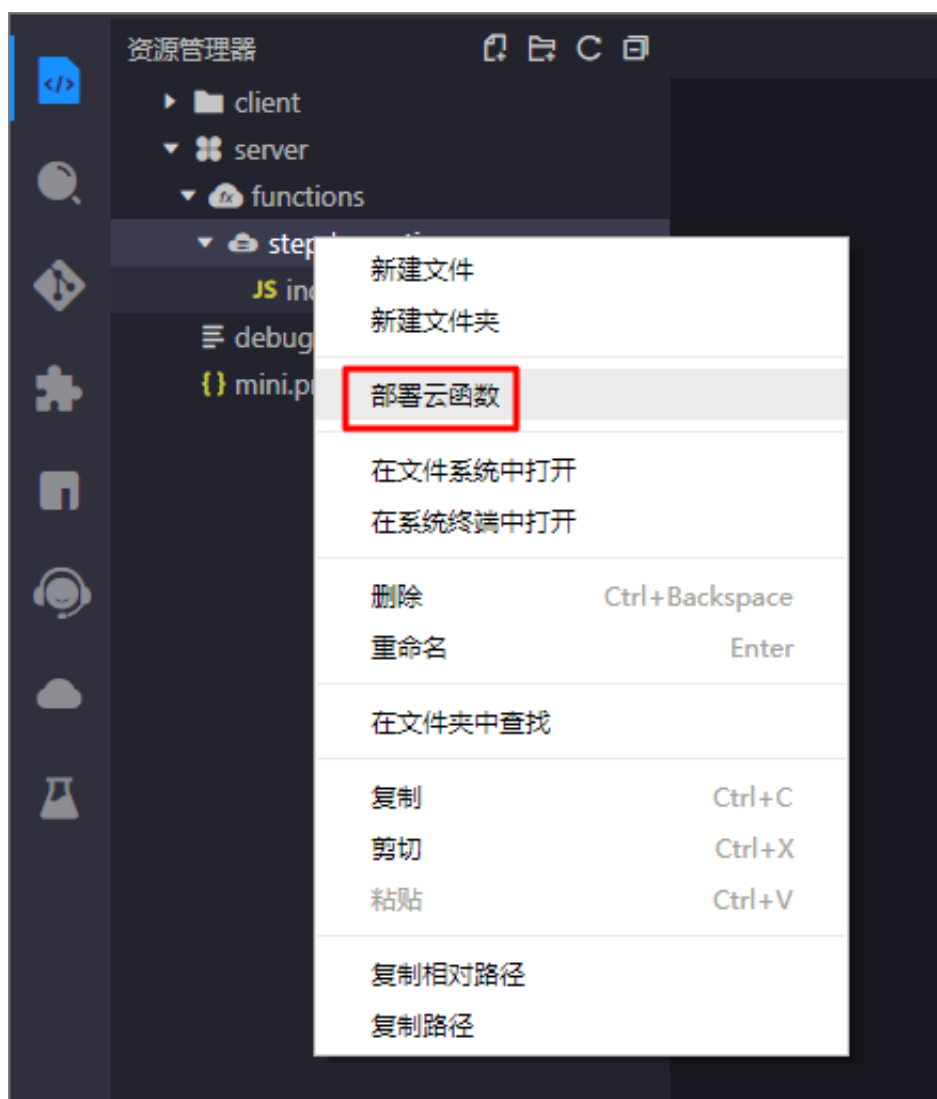 资源管理器
client
server
functions
新建文件
JS
新建文件夹
debug
{} mini.p
部署云函数
在文件系统中打开
在系统终端中打开
删除 Ctrl+Backspace
重命名 Enter
在文件夹中查找
复制 Ctrl+C
剪切 Ctrl+X
粘贴 Ctrl+V
复制相对路径
复制路径